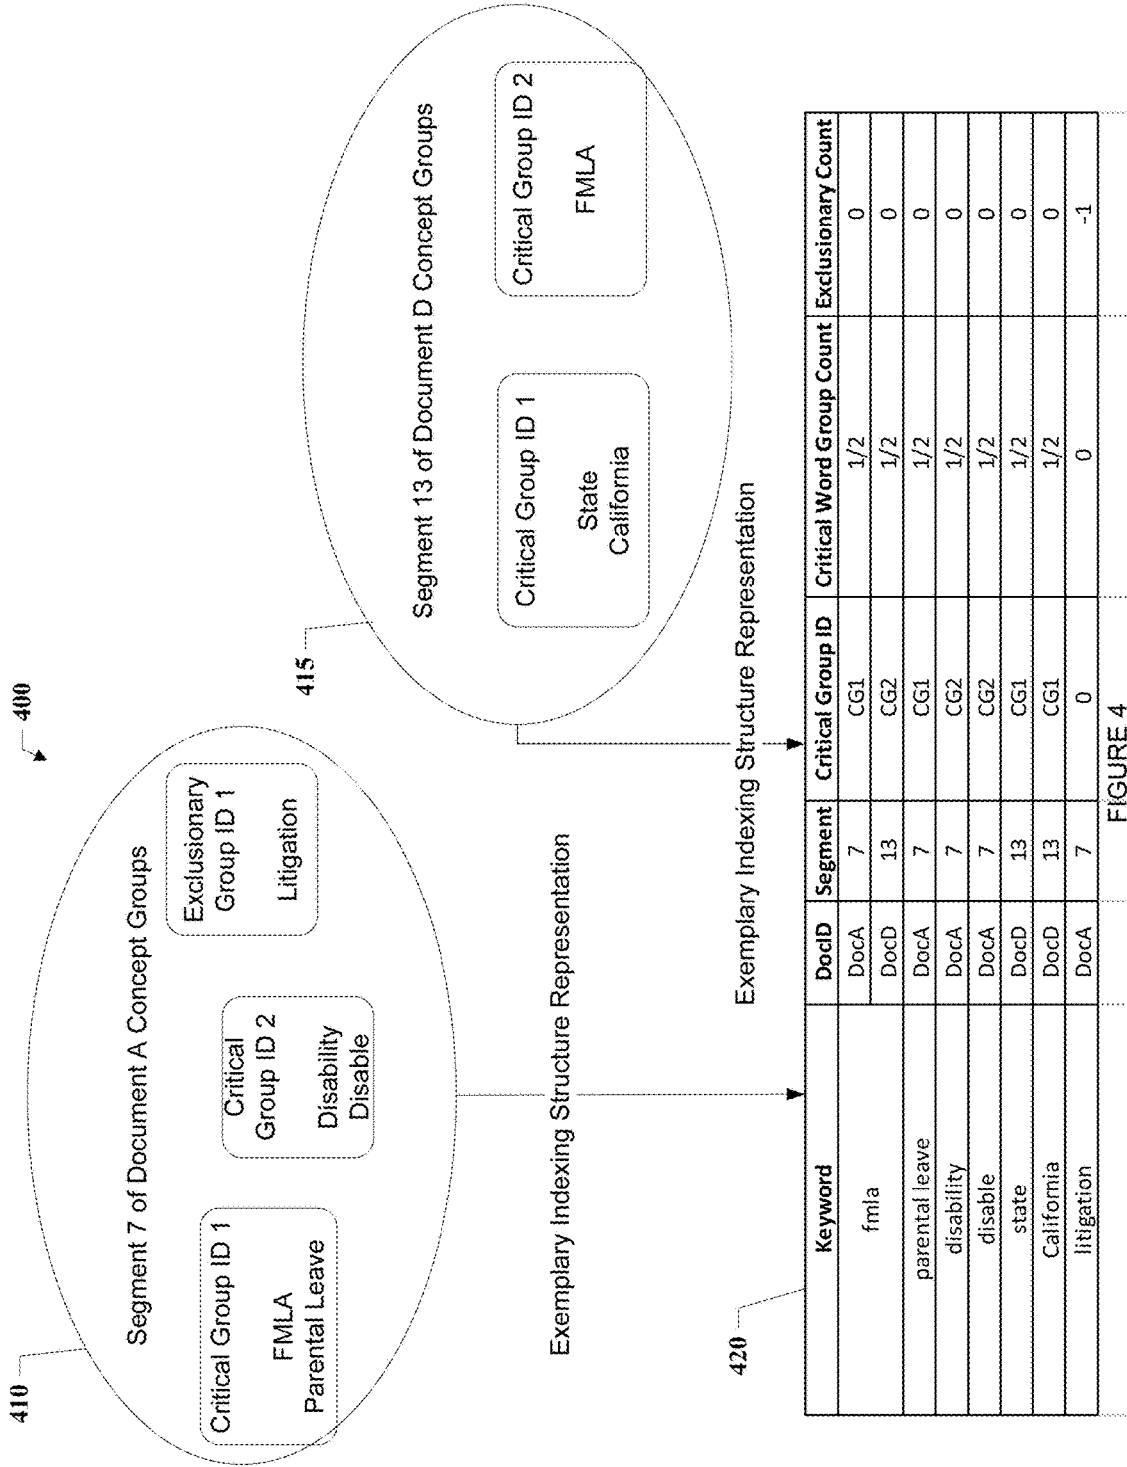 400
410
Segment 7 of Document A Concept Groups
Critical Group ID 1
FMLA
Parental Leave
Critical
Group ID 2
Disability
Disable
Exclusionary
Group ID 1
Litigation
415
Segment 13 of Document D Concept Groups
Critical Group ID 1
State
California
Critical Group ID 2
FMLA
Exemplary Indexing Structure Representation
Exemplary Indexing Structure Representation
420
Keyword DocID Segment Critical Group ID Critical Word Group Count Exclusionary Count
fmla DocA 7 CG1 1/2 0
DocD 13 CG2 1/2 0
parental leave DocA 7 CG1 1/2 0
disability DocA 7 CG2 1/2 0
disable DocA 7 CG2 1/2 0
state DocD 13 CG1 1/2 0
California DocD 13 CG1 1/2 0
litigation DocA 7 0 0 -1
FIGURE 4